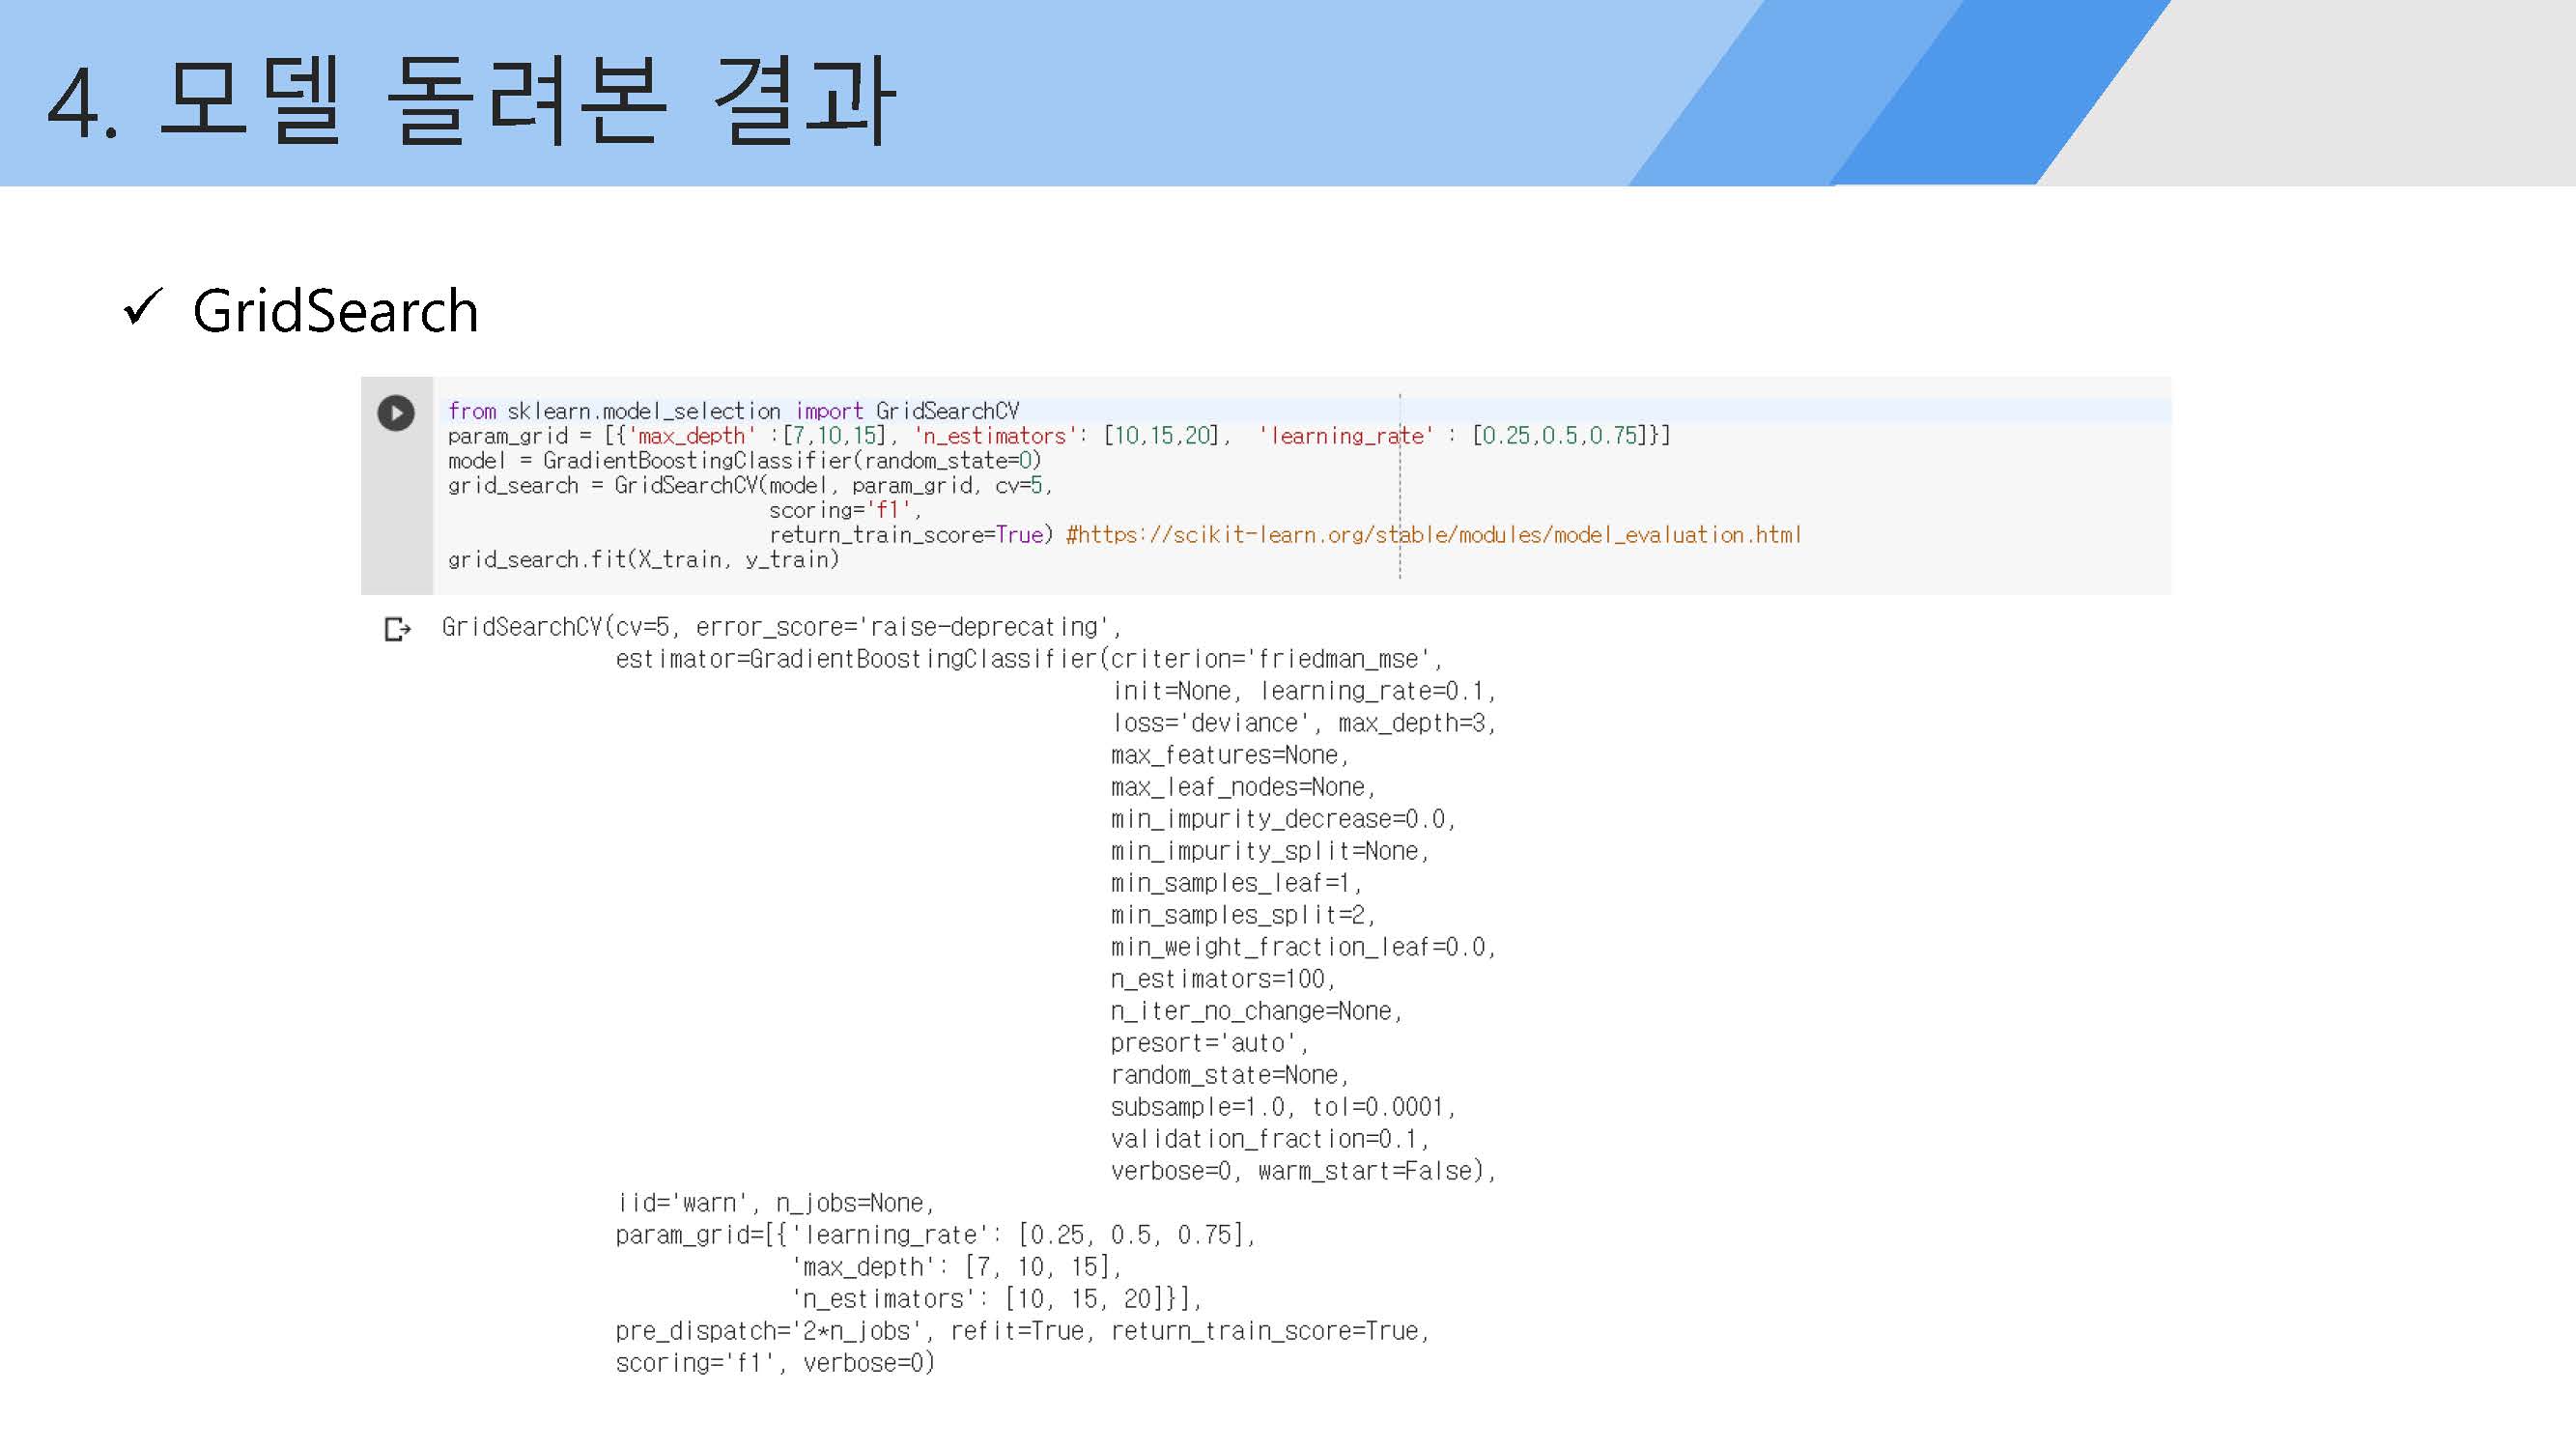 4. 모델 돌려본 결과
✓ GridSearch
from sklearn.model_selection import GridSearchCV
param_grid = [{'max_depth' :[7,10,15], 'n_estimators': [10,15,20],  'learning_rate' : [0.25,0.5,0.75]}]
model = GradientBoostingClassifier(random_state=0)
grid_search = GridSearchCV(model, param_grid, cv=5,
scoring='f1',
return_train_score=True) #https://scikit-learn.org/stable/modules/model_evaluation.html
grid_search.fit(X_train, y_train)
GridSearchCV(cv=5, error_score='raise-deprecating',
estimator=GradientBoostingClassifier(criterion='friedman_mse',
init=None, learning_rate=0.1,
loss='deviance', max_depth=3,
max_features=None,
max_leaf_nodes=None,
min_impurity_decrease=0.0,
min_impurity_split=None,
min_samples_leaf=1,
min_samples_split=2,
min_weight_fraction_leaf=0.0,
n_estimators=100,
n_iter_no_change=None,
presort='auto',
random_state=None,
subsample=1.0, tol=0.0001,
validation_fraction=0.1,
verbose=0, warm_start=False),
iid='warn', n_jobs=None,
param_grid=[{'learning_rate': [0.25, 0.5, 0.75],
'max_depth': [7, 10, 15],
'n_estimators': [10, 15, 20]}],
pre_dispatch='2*n_jobs', refit=True, return_train_score=True,
scoring='f1', verbose=0)